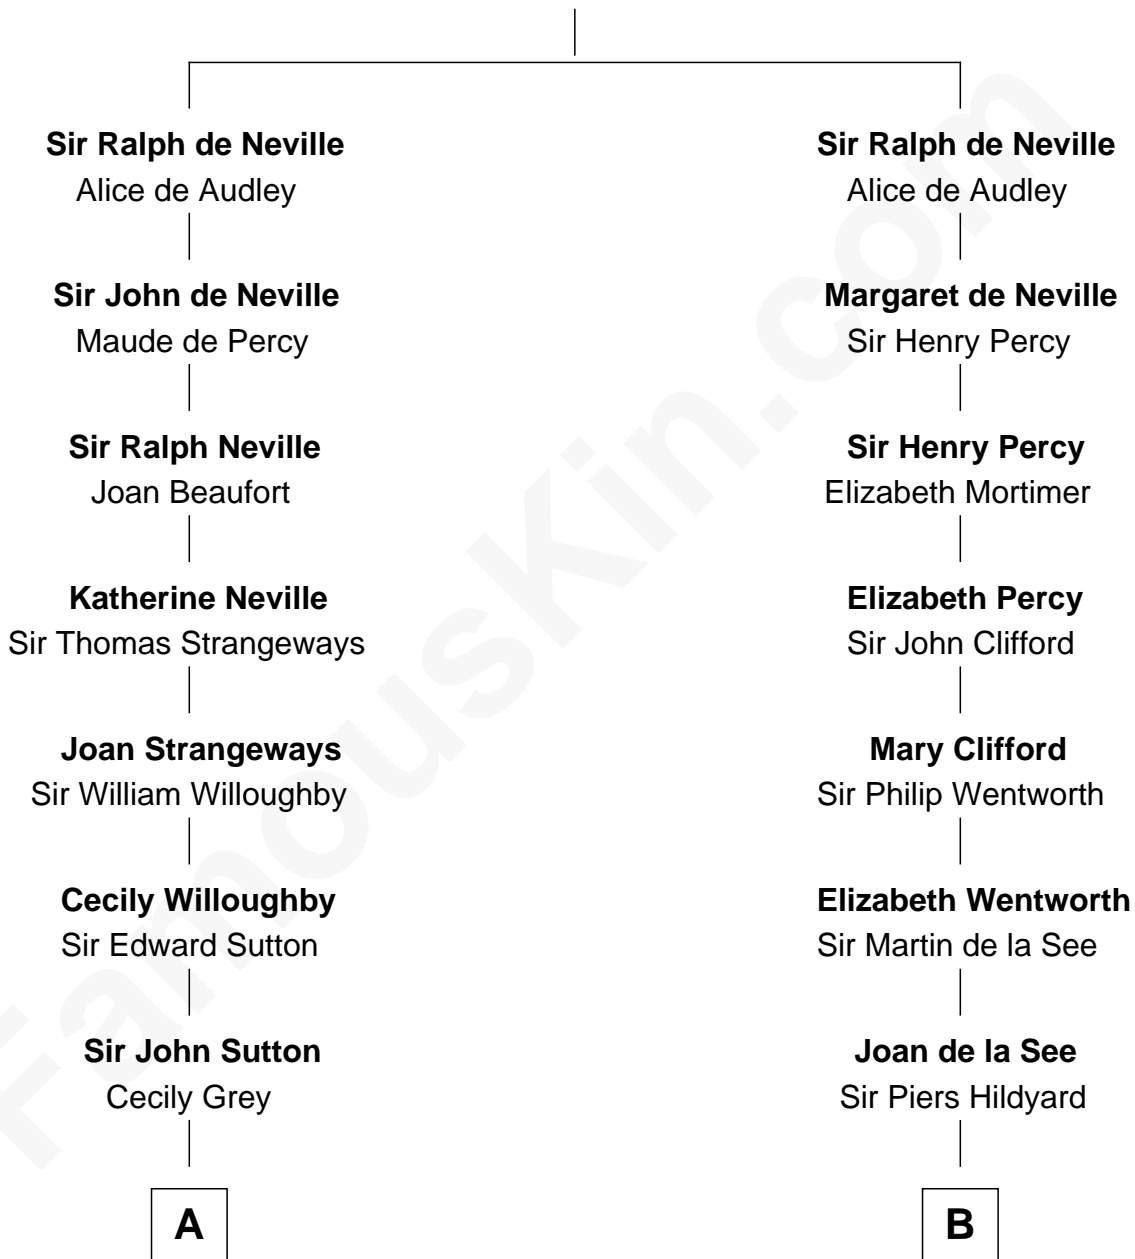 Sir Ralph de Neville
Alice de Audley
Sir John de Neville
Maude de Percy
Sir Ralph Neville
Joan Beaufort
Katherine Neville
Sir Thomas Strangeways
Joan Strangeways
Sir William Willoughby
Cecily Willoughby
Sir Edward Sutton
Sir John Sutton
Cecily Grey
A
Sir Ralph de Neville
Alice de Audley
Margaret de Neville
Sir Henry Percy
Sir Henry Percy
Elizabeth Mortimer
Elizabeth Percy
Sir John Clifford
Mary Clifford
Sir Philip Wentworth
Elizabeth Wentworth
Sir Martin de la See
Joan de la See
Sir Piers Hildyard
B
FamousKin.com